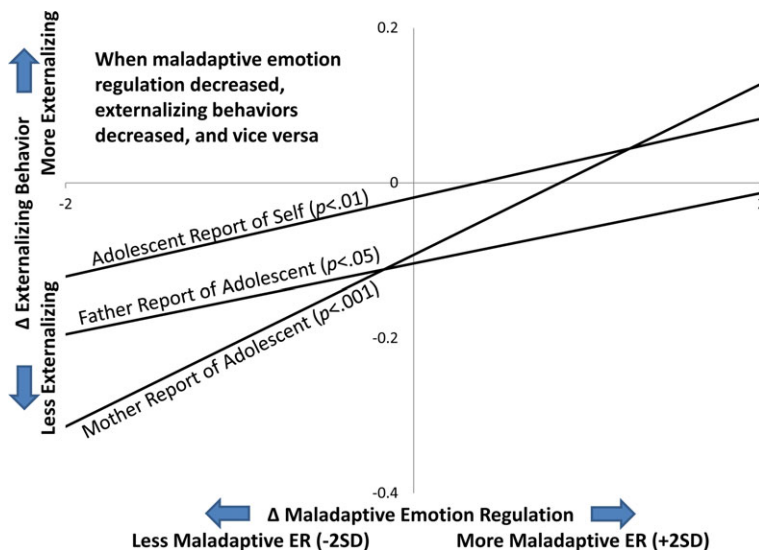 0.2
When maladaptive emotion
regulation decreased,
externalizing behaviors
decreased, and vice versa
More Externalizing
Δ Externalizing Behavior
Less Externalizing
0
-2
2
Adolescent Report of Self (p<.01)
Father Report of Adolescent (p<.05)
Mother Report of Adolescent (p<.001)
-0.2
-0.4
Δ Maladaptive Emotion Regulation
Less Maladaptive ER (-2SD)
More Maladaptive ER (+2SD)